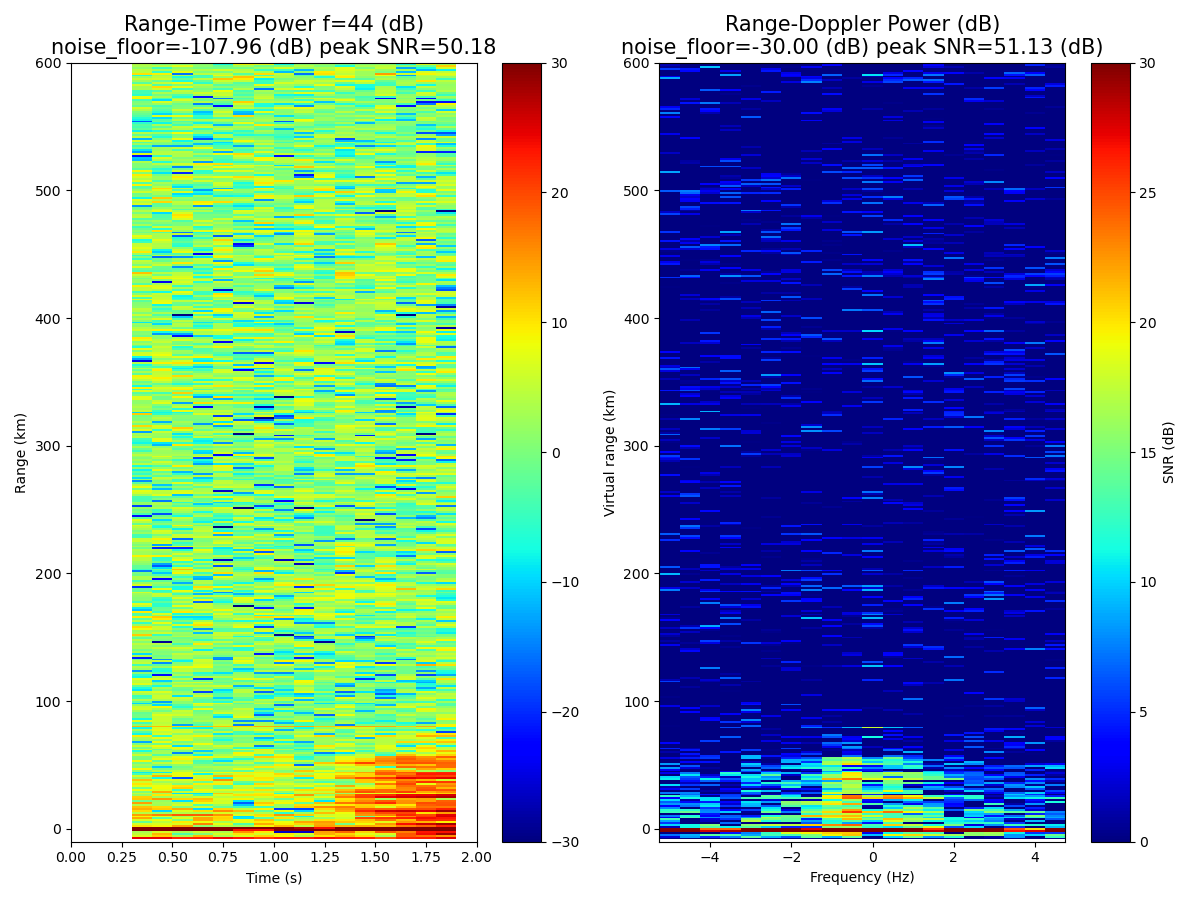 Range-Time Power f=44 (dB)
noise_floor=-107.96 (dB) peak SNR=50.18
Range-Doppler Power (dB)
noise_floor=-30.00 (dB) peak SNR=51.13 (dB)
600
500
400
300
200
100
0
Range (km)
0.00 0.25 0.50 0.75 1.00 1.25 1.50 1.75 2.00
Time (s)
30
20
10
0
−10
−20
−30
600
500
400
300
200
100
0
Virtual range (km)
−4 −2 0 2 4
Frequency (Hz)
30
25
20
15
10
5
0
SNR (dB)